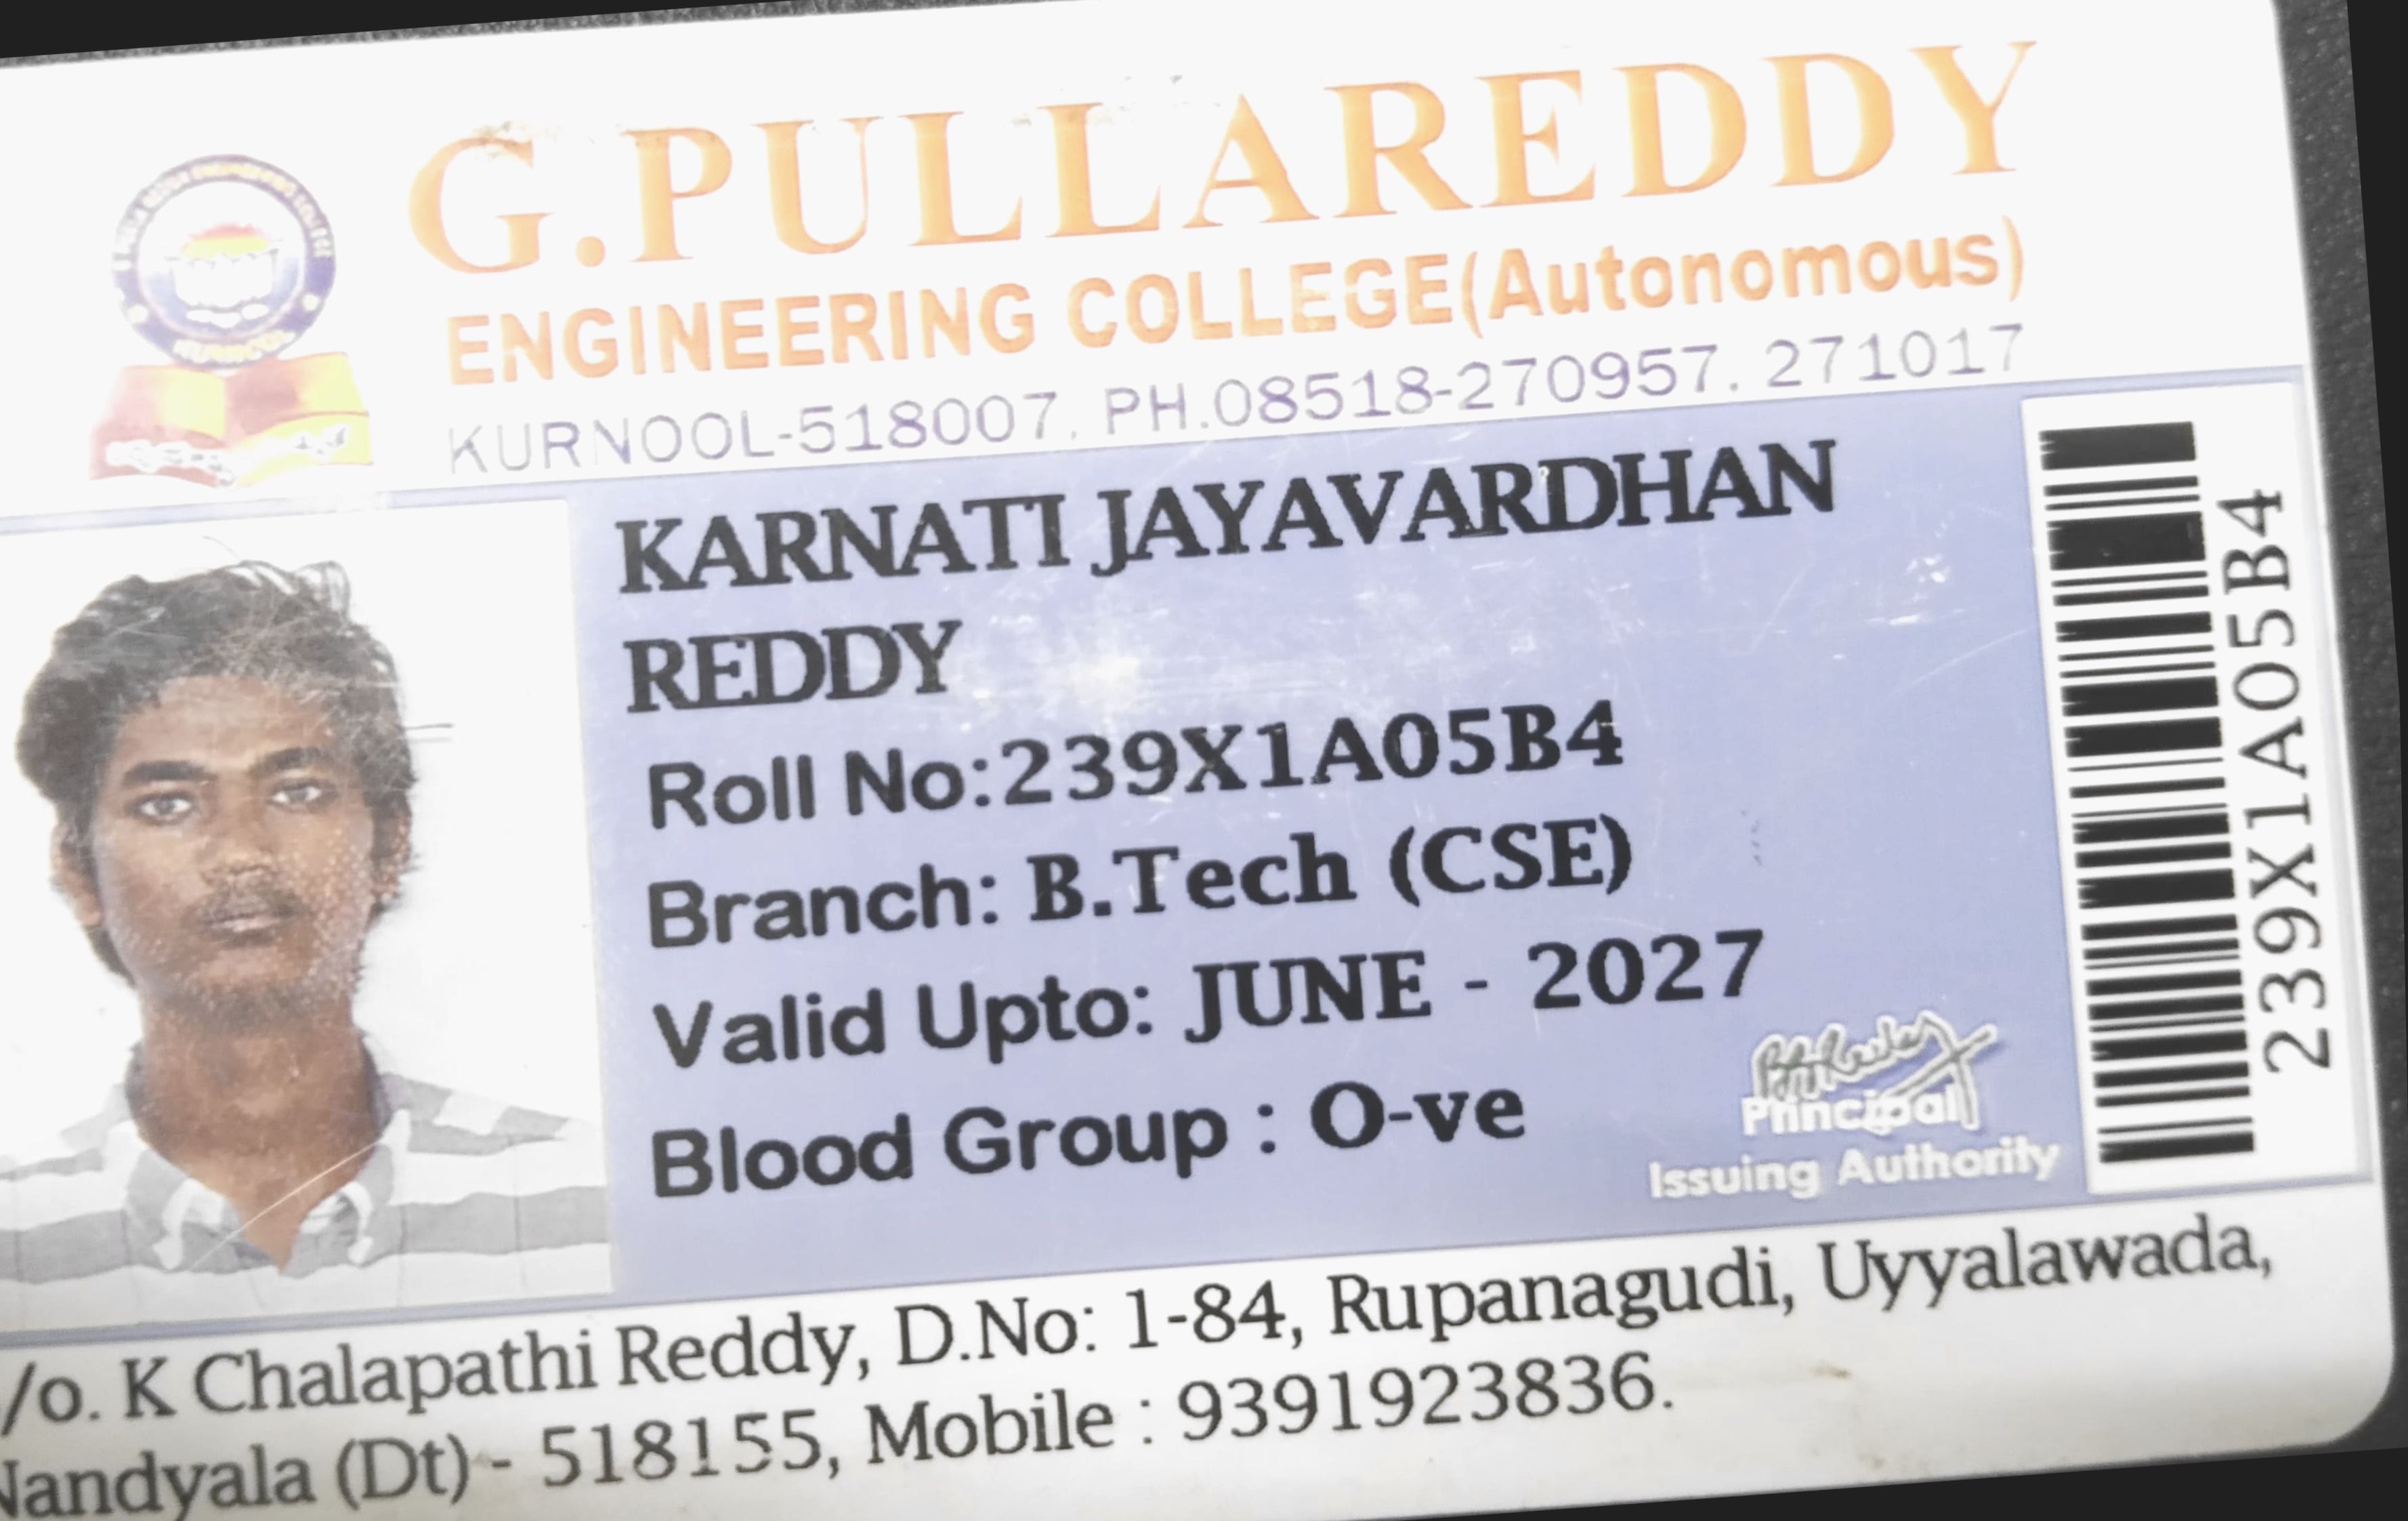 G.PULLAREDDY
ENGINEERING COLLEGE(Autonomous)
KURNOOL-518007, PH.08518-270957. 271017
KARNATI JAYAVARDHAN
REDDY
Roll No:239X1A05B4
Branch: B.Tech (CSE)
Valid Upto: JUNE - 2027
Blood Group : O-ve
Principal
Issuing Authority
239X1A05B4
/o. K Chalapathi Reddy, D.No: 1-84, Rupanagudi, Uyyalawada,
Nandyala (Dt) - 518155, Mobile : 9391923836.